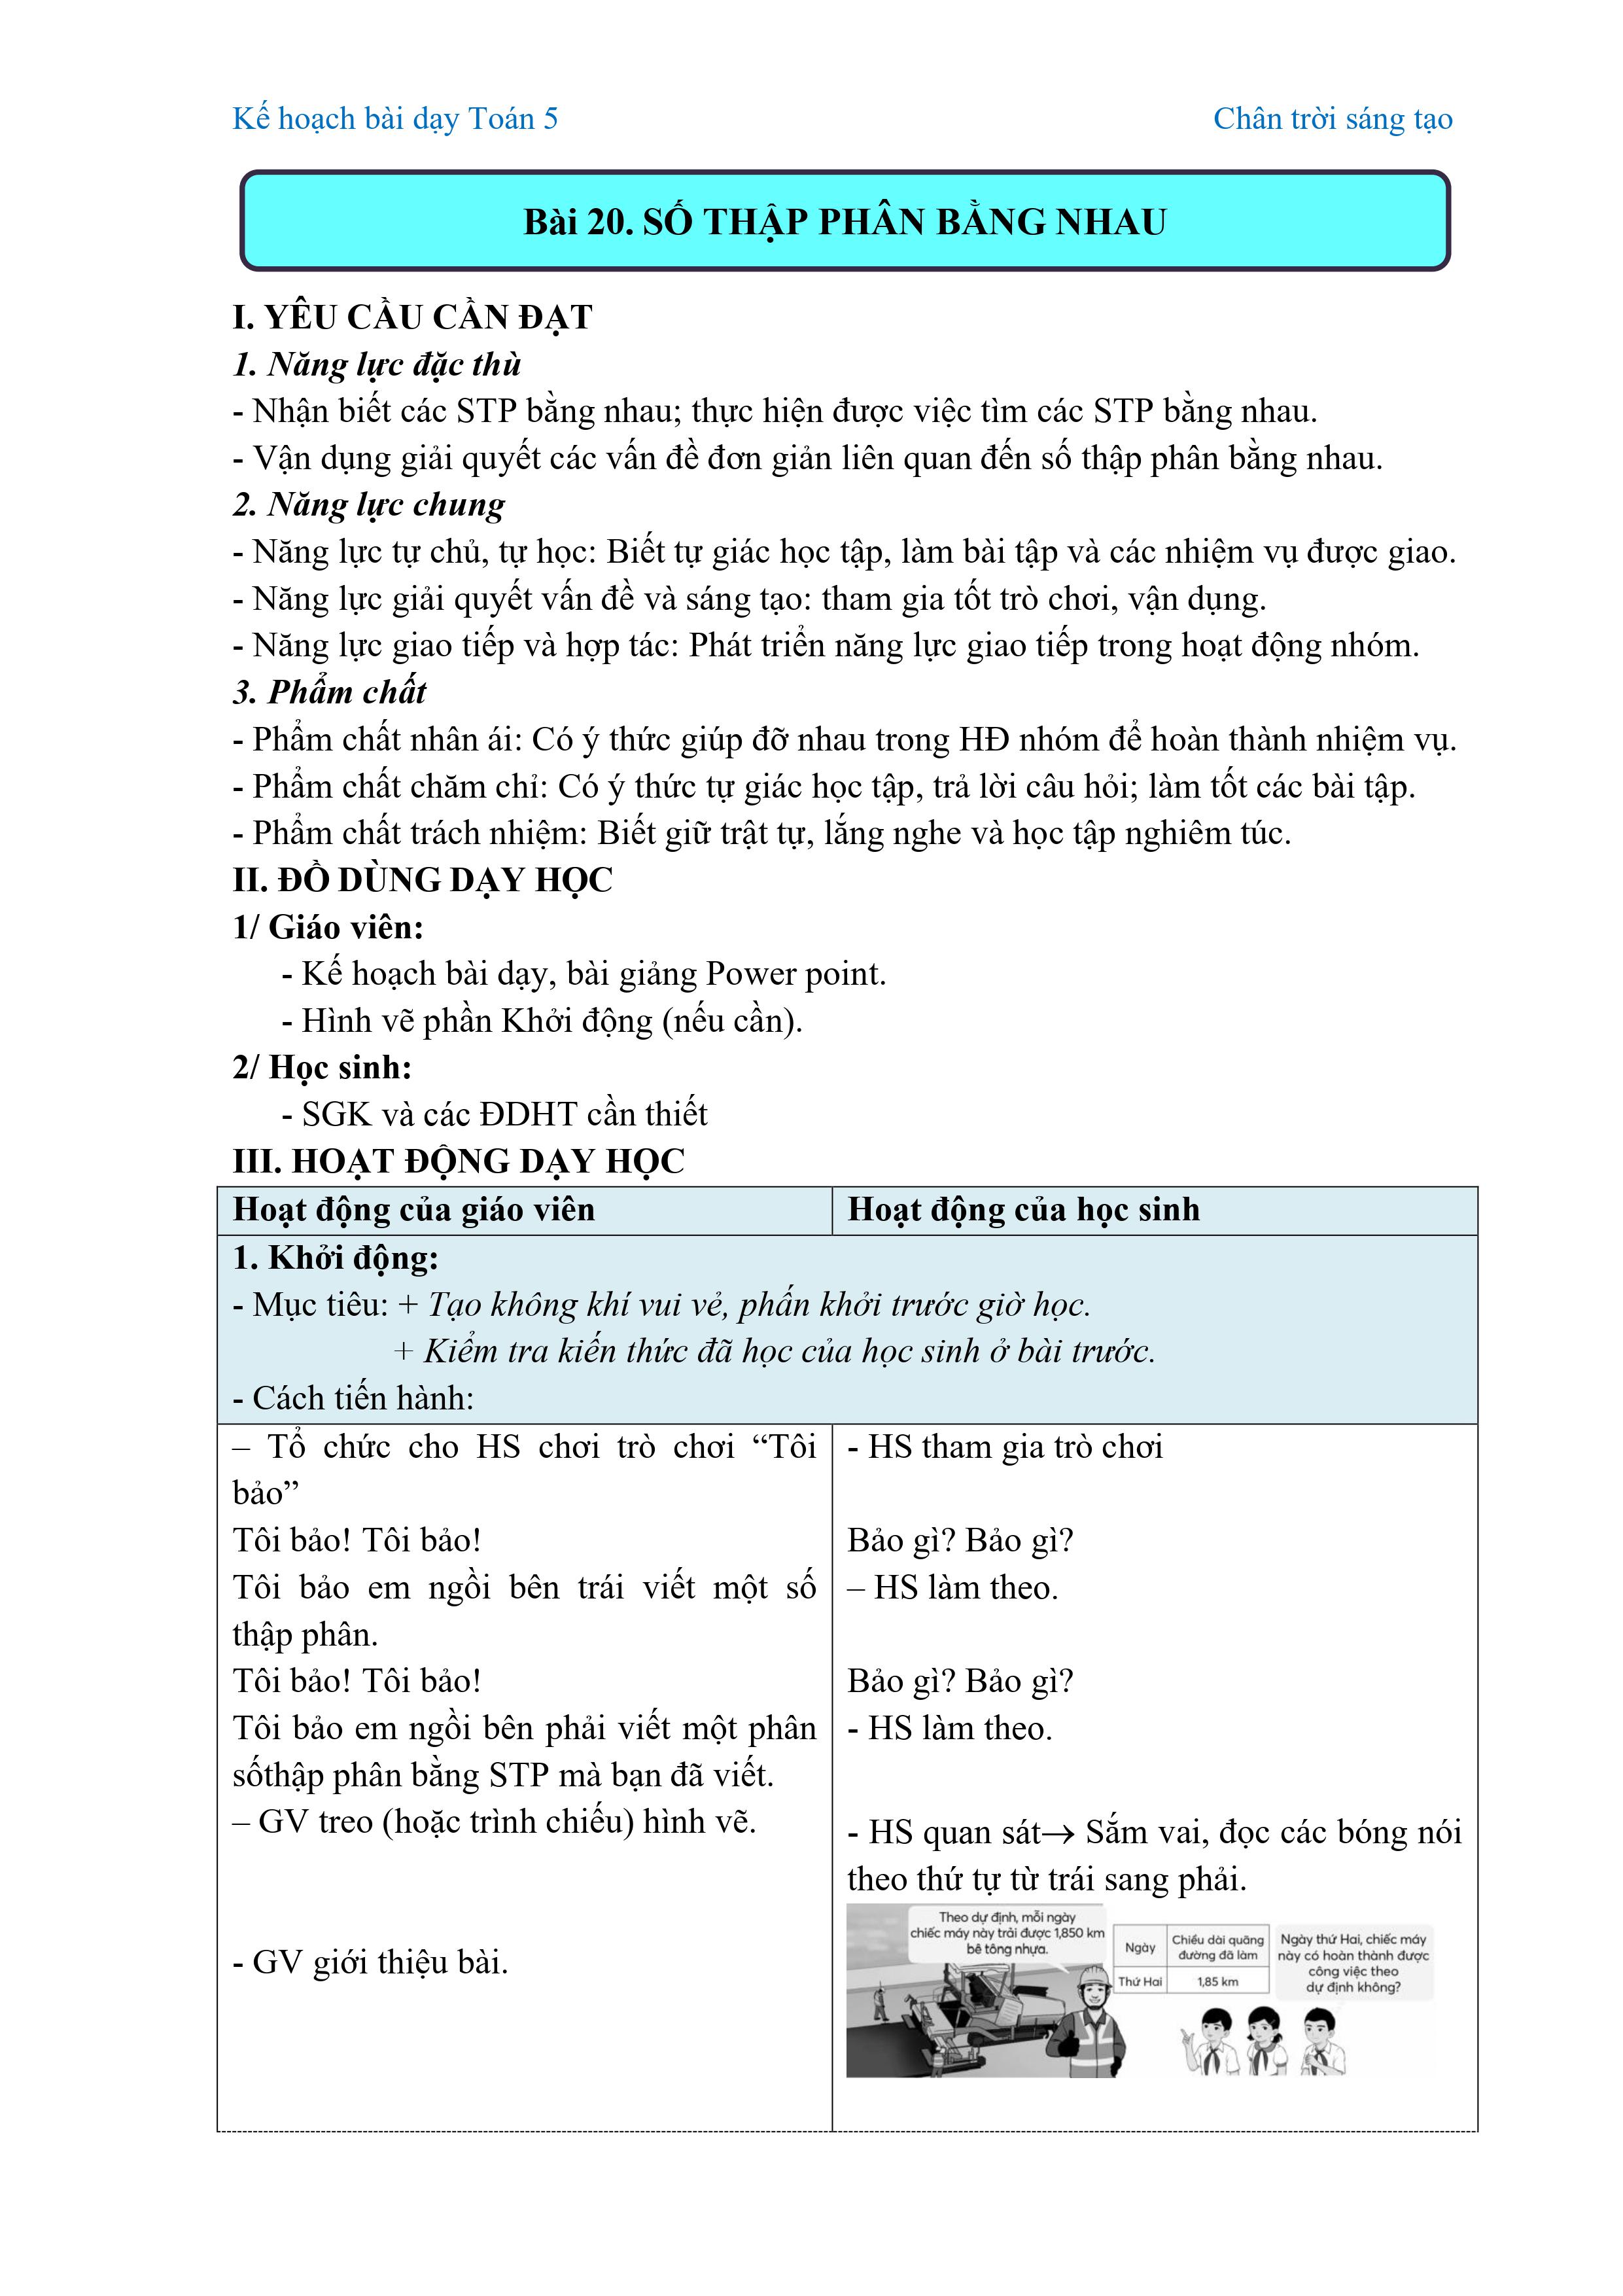 Kế hoạch bài dạy Toán 5 Chân trời sáng tạo
Bài 20. SỐ THẬP PHÂN BẰNG NHAU
I. YÊU CẦU CẦN ĐẠT
1. Năng lực đặc thù
- Nhận biết các STP bằng nhau; thực hiện được việc tìm các STP bằng nhau.
- Vận dụng giải quyết các vấn đề đơn giản liên quan đến số thập phân bằng nhau.
2. Năng lực chung
- Năng lực tự chủ, tự học: Biết tự giác học tập, làm bài tập và các nhiệm vụ được giao.
- Năng lực giải quyết vấn đề và sáng tạo: tham gia tốt trò chơi, vận dụng.
- Năng lực giao tiếp và hợp tác: Phát triển năng lực giao tiếp trong hoạt động nhóm.
3. Phẩm chất
- Phẩm chất nhân ái: Có ý thức giúp đỡ nhau trong HĐ nhóm để hoàn thành nhiệm vụ.
- Phẩm chất chăm chỉ: Có ý thức tự giác học tập, trả lời câu hỏi; làm tốt các bài tập.
- Phẩm chất trách nhiệm: Biết giữ trật tự, lắng nghe và học tập nghiêm túc.
II. ĐỒ DÙNG DẠY HỌC
1/ Giáo viên:
- Kế hoạch bài dạy, bài giảng Power point.
- Hình vẽ phần Khởi động (nếu cần).
2/ Học sinh:
- SGK và các ĐDHT cần thiết
III. HOẠT ĐỘNG DẠY HỌC
Hoạt động của giáo viên
Hoạt động của học sinh
1. Khởi động:
- Mục tiêu: + Tạo không khí vui vẻ, phấn khởi trước giờ học.
+ Kiểm tra kiến thức đã học của học sinh ở bài trước.
- Cách tiến hành:
– Tổ chức cho HS chơi trò chơi “Tôi
bảo”
Tôi bảo! Tôi bảo!
Tôi bảo em ngồi bên trái viết một số
thập phân.
Tôi bảo! Tôi bảo!
Tôi bảo em ngồi bên phải viết một phân
sốthập phân bằng STP mà bạn đã viết.
– GV treo (hoặc trình chiếu) hình vẽ.
- GV giới thiệu bài.
- HS tham gia trò chơi
Bảo gì? Bảo gì?
– HS làm theo.
Bảo gì? Bảo gì?
- HS làm theo.
- HS quan sát→ Sắm vai, đọc các bóng nói
theo thứ tự từ trái sang phải.
Theo dự định, mỗi ngày
chiếc máy này trải được 1,850 km
bê tông nhựa.
Ngày
Chiều dài quãng
đường đã làm
Thứ Hai
1,85 km
Ngày thứ Hai, chiếc máy
này có hoàn thành được
công việc theo
dự định không?